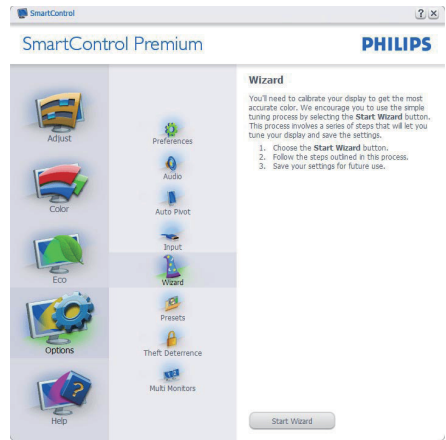 SmartControl
SmartControl Premium
PHILIPS
Adjust
Color
Eco
Options
Help
Preferences
Audio
Auto Pivot
Input
Wizard
Presets
Theft Deterrence
Multi Monitors
Wizard
You'll need to calibrate your display to get the most
accurate color. We encourage you to use the simple
tuning process by selecting the Start Wizard button.
This process involves a series of steps that will let you
tune your display and save the settings.
1. Choose the Start Wizard button.
2. Follow the steps outlined in this process.
3. Save your settings for future use.
Start Wizard